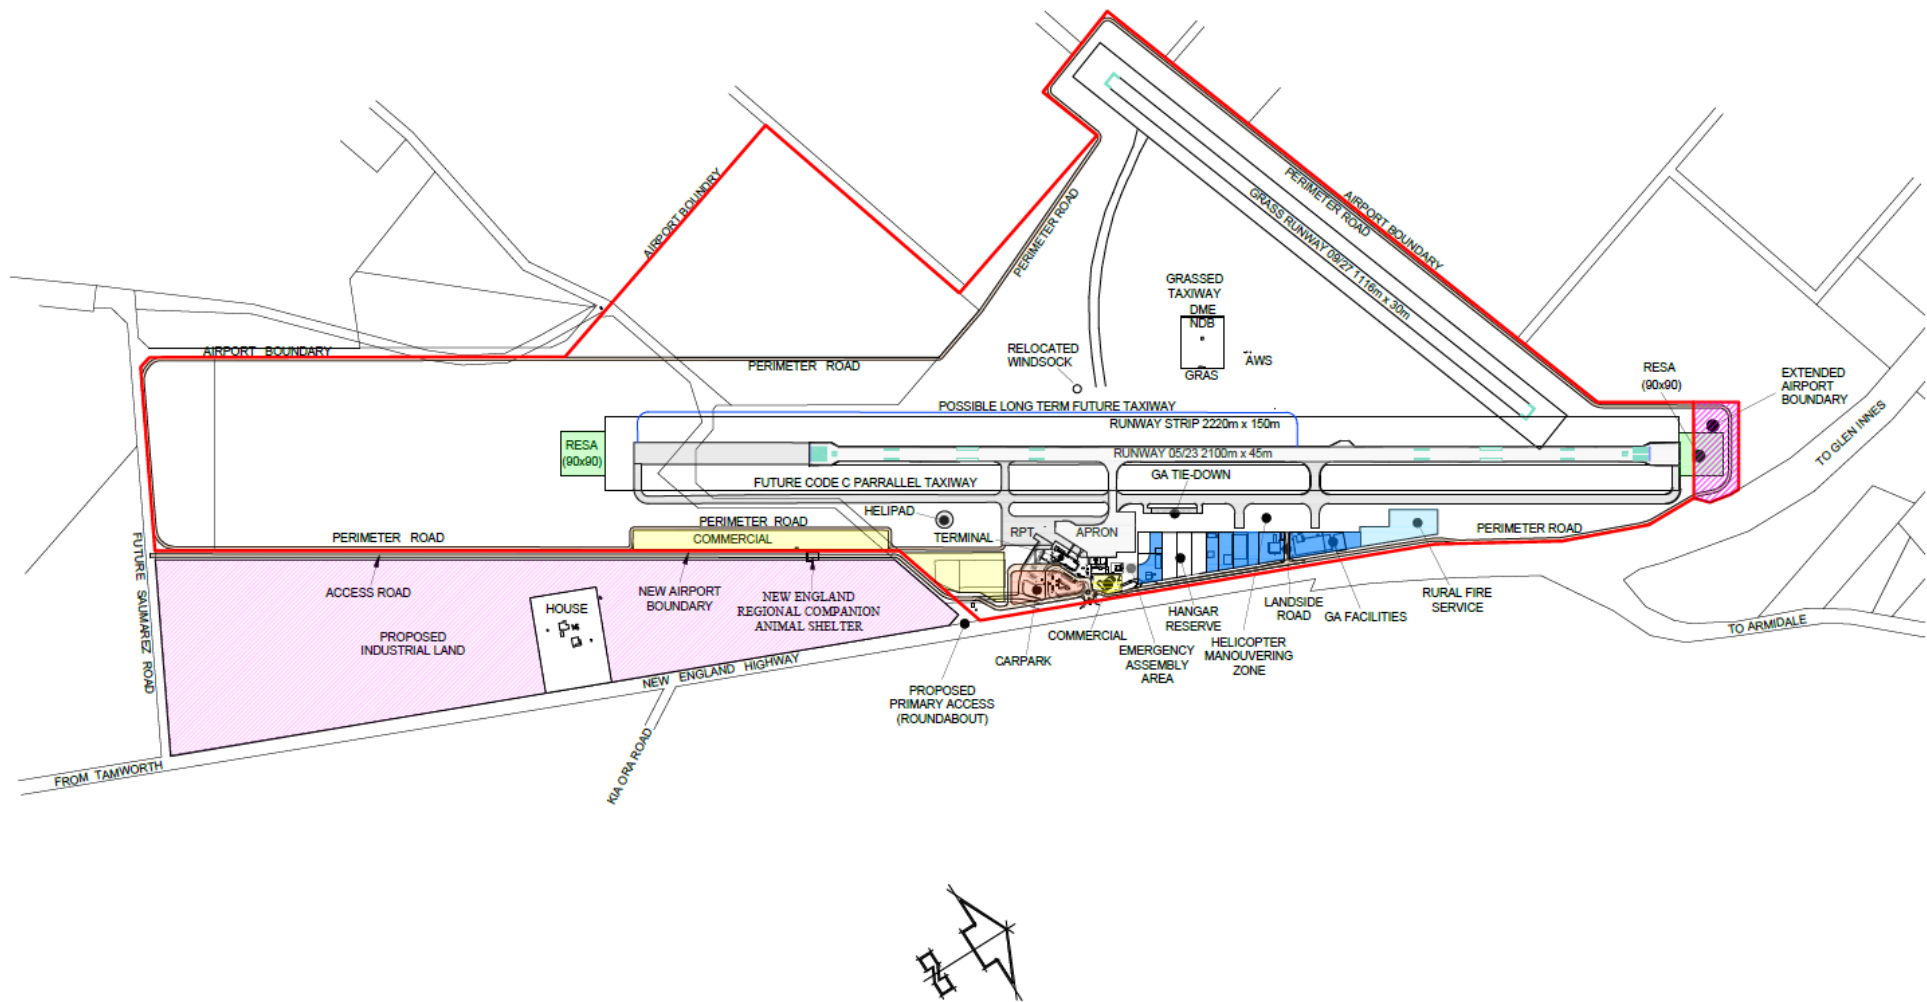 AIRPORT BOUNDRY
PERIMETER ROAD
PERIMETER ROAD
AIRPORT BOUNDARY
GRASS RUNWAY 09/27 1116m x 30m
GRASSED
TAXIWAY
DME
NDB
GRAS
AWS
RELOCATED
WINDSOCK
AIRPORT BOUNDARY
PERIMETER ROAD
RESA
(90x90)
EXTENDED
AIRPORT
BOUNDARY
TO GLEN INNES
POSSIBLE LONG TERM FUTURE TAXIWAY
RUNWAY STRIP 2220m x 150m
RESA
(90x90)
RUNWAY 05/23 2100m x 45m
GA TIE-DOWN
FUTURE CODE C PARRALLEL TAXIWAY
HELIPAD
PERIMETER ROAD
PERIMETER ROAD
COMMERCIAL
TERMINAL
RPT
APRON
PERIMETER ROAD
FUTURE SAUMAREZ ROAD
ACCESS ROAD
HOUSE
NEW AIRPORT
BOUNDARY
NEW ENGLAND
REGIONAL COMPANION
ANIMAL SHELTER
PROPOSED
INDUSTRIAL LAND
CARPARK
COMMERCIAL
EMERGENCY
ASSEMBLY
AREA
HANGAR
RESERVE
HELICOPTER
MANOUVERING
ZONE
LANDSIDE
ROAD
GA FACILITIES
RURAL FIRE
SERVICE
TO ARMIDALE
NEW ENGLAND HIGHWAY
PROPOSED
PRIMARY ACCESS
(ROUNDABOUT)
KIA ORA ROAD
FROM TAMWORTH
N